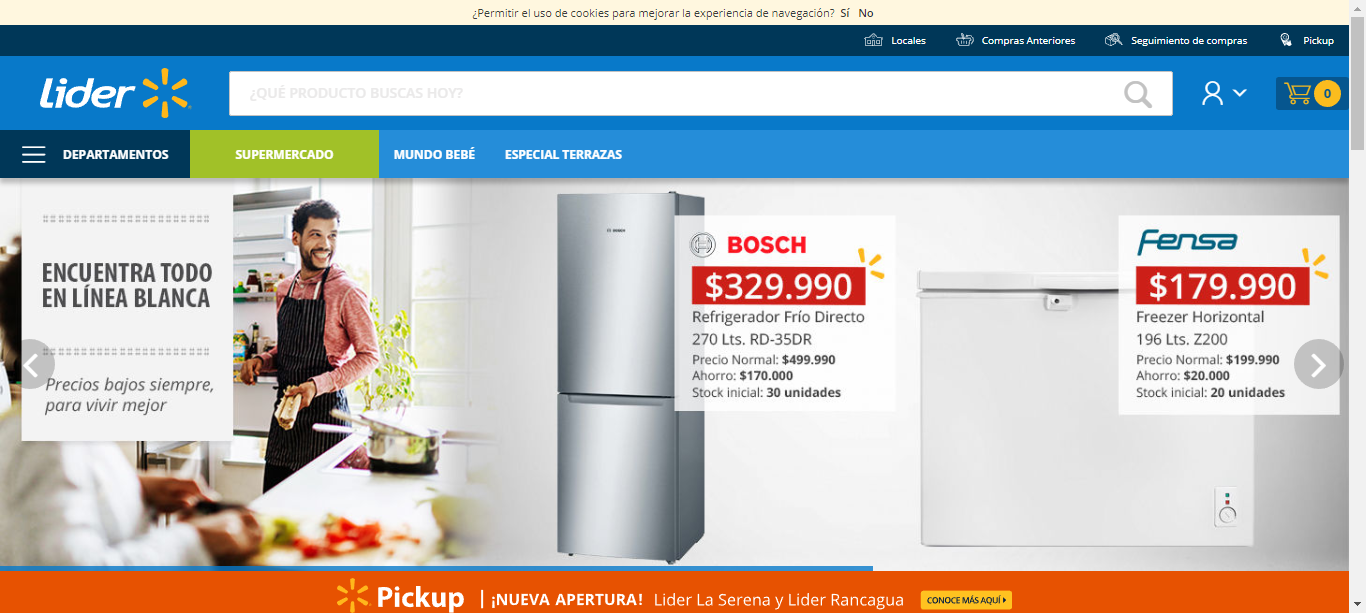 ¿Permitir el uso de cookies para mejorar la experiencia de navegación? Sí No
Locales Compras Anteriores Seguimiento de compras Pickup
Lider
¿QUÉ PRODUCTO BUSCAS HOY?
0
DEPARTAMENTOS SUPERMERCADO MUNDO BEBÉ ESPECIAL TERRAZAS
ENCUENTRA TODO
EN LÍNEA BLANCA
Precios bajos siempre,
para vivir mejor
BOSCH
BOSCH
$329.990
Refrigerador Frío Directo
270 Lts. RD-35DR
Precio Normal: $499.990
Ahorro: $170.000
Stock inicial: 30 unidades
Fensa
$179.990
Freezer Horizontal
196 Lts. Z200
Precio Normal: $199.990
Ahorro: $20.000
Stock inicial: 20 unidades
Pickup | ¡NUEVA APERTURA! Lider La Serena y Lider Rancagua CONOCE MÁS AQUÍ